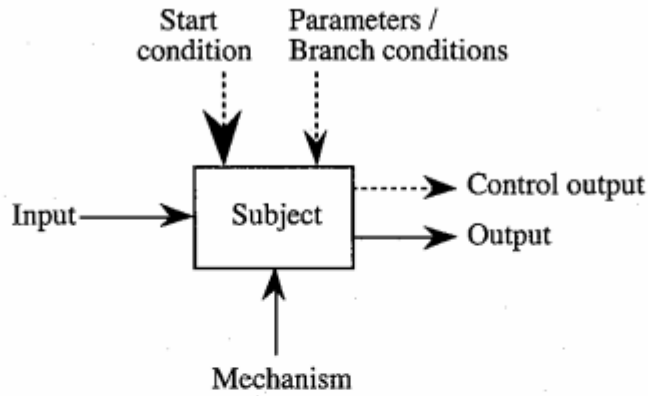 Start
condition
Parameters /
Branch conditions
Input
Subject
Control output
Output
Mechanism